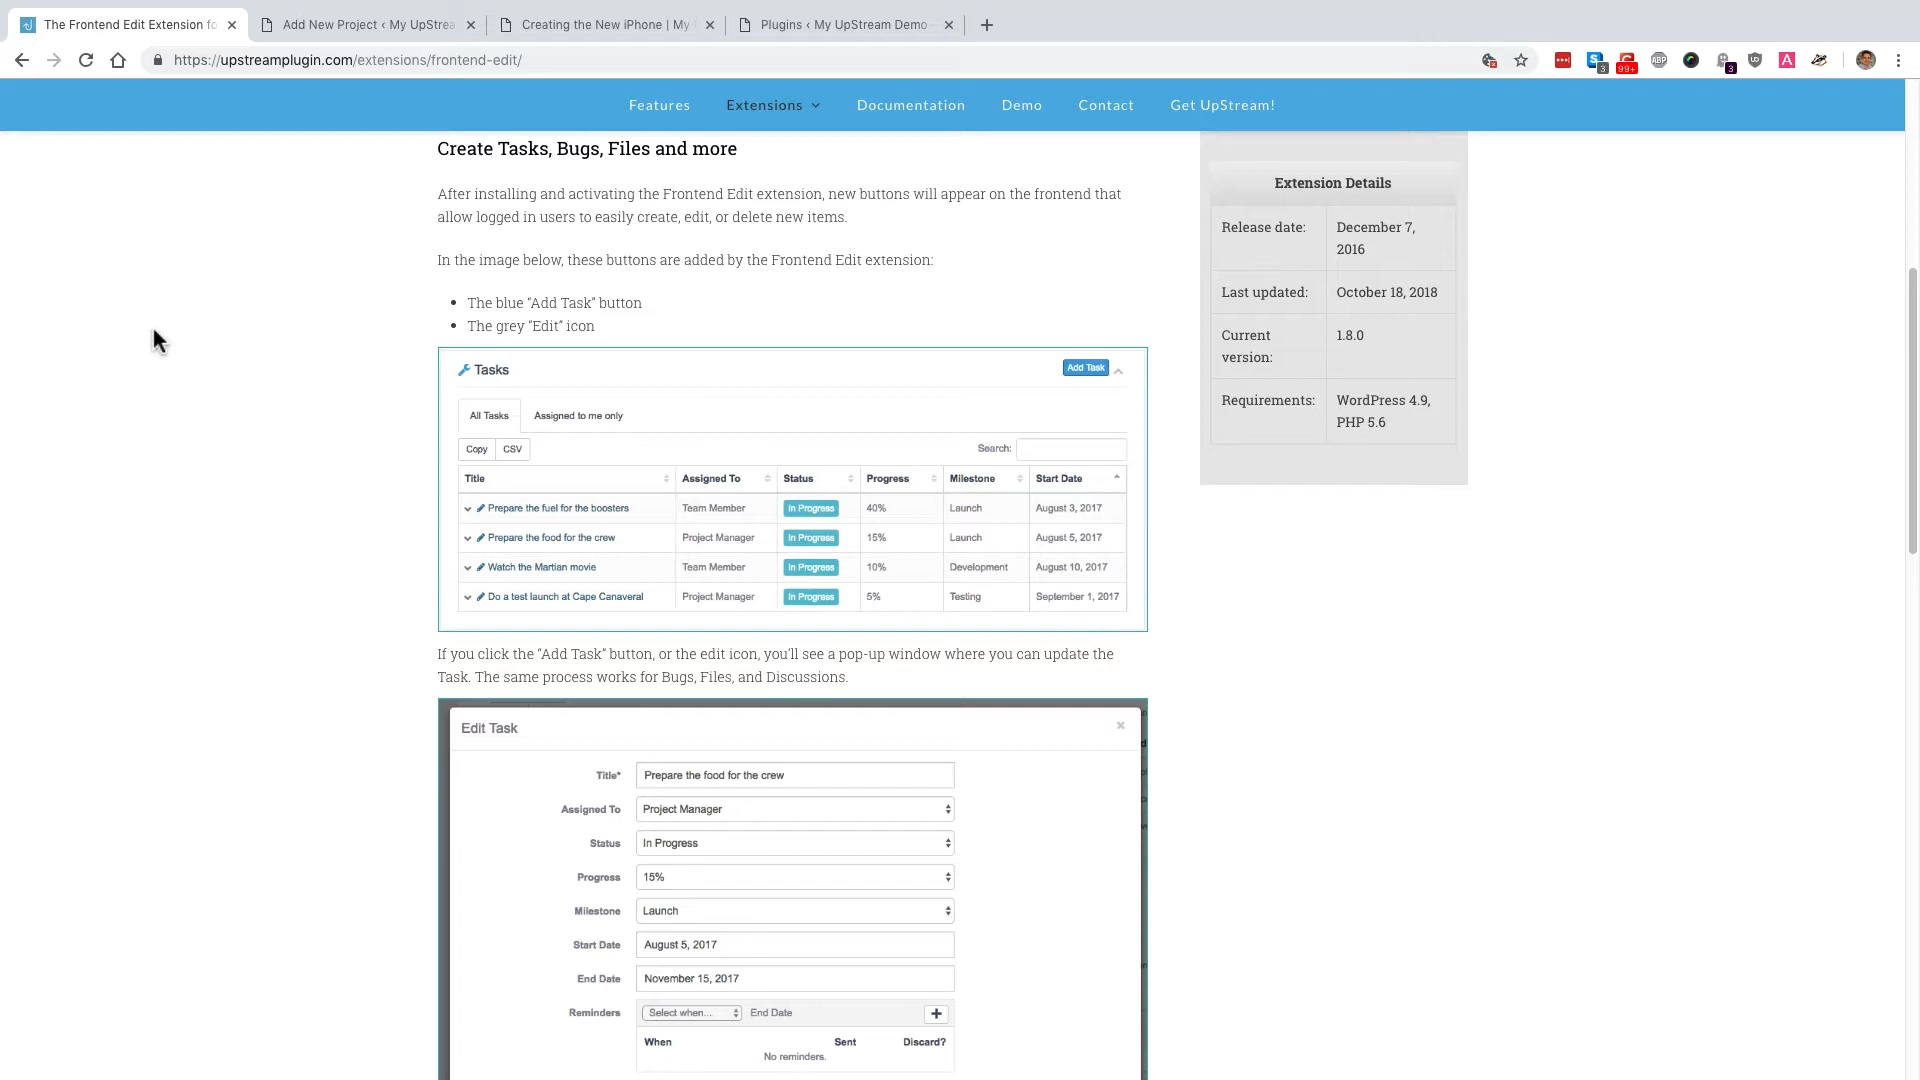 The Frontend Edit Extension fo
Add New Project ‹ My UpStrea
Creating the New iPhone | My
Plugins ‹ My UpStream Demo
https://upstreamplugin.com/extensions/frontend-edit/
3
99+
ABP
3
A
Features
Extensions
Documentation
Demo
Contact
Get UpStream!
Create Tasks, Bugs, Files and more
After installing and activating the Frontend Edit extension, new buttons will appear on the frontend that
allow logged in users to easily create, edit, or delete new items.
In the image below, these buttons are added by the Frontend Edit extension:
The blue “Add Task” button
The grey “Edit” icon
Tasks
Add Task
All Tasks
Assigned to me only
Copy
CSV
Search:
Title Assigned To Status Progress Milestone Start Date
Prepare the fuel for the boosters Team Member In Progress 40% Launch August 3, 2017
Prepare the food for the crew Project Manager In Progress 15% Launch August 5, 2017
Watch the Martian movie Team Member In Progress 10% Development August 10, 2017
Do a test launch at Cape Canaveral Project Manager In Progress 5% Testing September 1, 2017
If you click the “Add Task” button, or the edit icon, you’ll see a pop-up window where you can update the
Task. The same process works for Bugs, Files, and Discussions.
Edit Task
Title* Prepare the food for the crew
Assigned To Project Manager
Status In Progress
Progress 15%
Milestone Launch
Start Date August 5, 2017
End Date November 15, 2017
Reminders Select when... End Date
When Sent Discard?
No reminders.
Extension Details
Release date: December 7,
2016
Last updated: October 18, 2018
Current 1.8.0
version:
Requirements: WordPress 4.9,
PHP 5.6